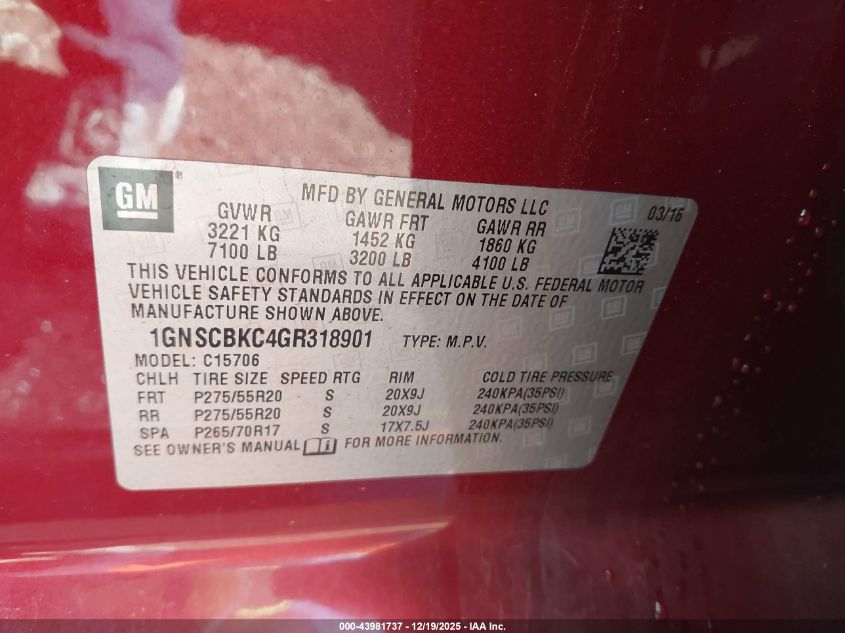 GM
MFD BY GENERAL MOTORS LLC
03/16
GVWR GAWR FRT GAWR RR
3221 KG 1452 KG 1860 KG
7100 LB 3200 LB 4100 LB
THIS VEHICLE CONFORMS TO ALL APPLICABLE U.S. FEDERAL MOTOR
VEHICLE SAFETY STANDARDS IN EFFECT ON THE DATE OF
MANUFACTURE SHOWN ABOVE.
1GNSCBKC4GR318901 TYPE: M.P.V.
MODEL: C15706
CHLH TIRE SIZE SPEED RTG RIM COLD TIRE PRESSURE
FRT P275/55R20 S 20X9J 240KPA(35PSI)
RR P275/55R20 S 20X9J 240KPA(35PSI)
SPA P265/70R17 S 17X7.5J 240KPA(35PSI)
SEE OWNER'S MANUAL FOR MORE INFORMATION.
000-43981737 - 12/19/2025 - IAA Inc.